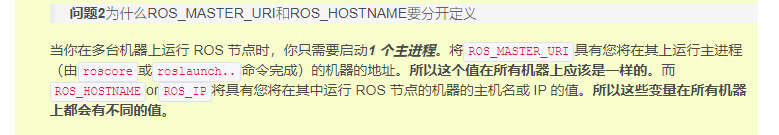 问题2为什么ROS_MASTER_URI和ROS_HOSTNAME要分开定义
当你在多台机器上运行 ROS 节点时，你只需要启动1 个主进程。将 ROS_MASTER_URI 具有您将在其上运行主进程
（由 roscore 或 roslaunch.. 命令完成）的机器的地址。所以这个值在所有机器上应该是一样的。而
ROS_HOSTNAME or ROS_IP 将具有您将在其中运行 ROS 节点的机器的主机名或 IP 的值。所以这些变量在所有机器
上都会有不同的值。